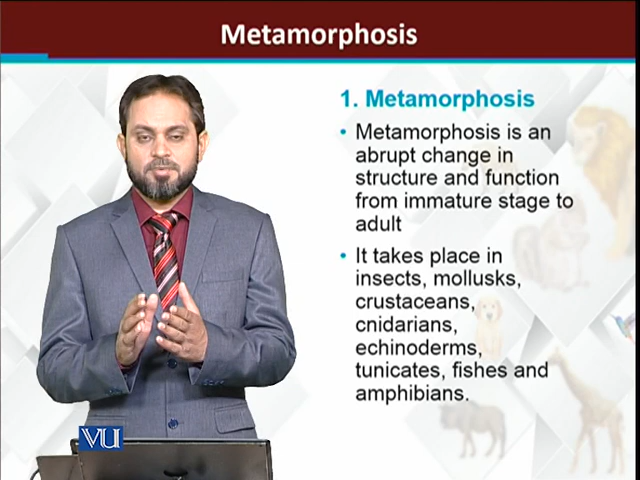 Metamorphosis
1. Metamorphosis
• Metamorphosis is an
abrupt change in
structure and function
from immature stage to
adult
• It takes place in
insects, mollusks,
crustaceans,
cnidarians,
echinoderms,
tunicates, fishes and
amphibians.
VU